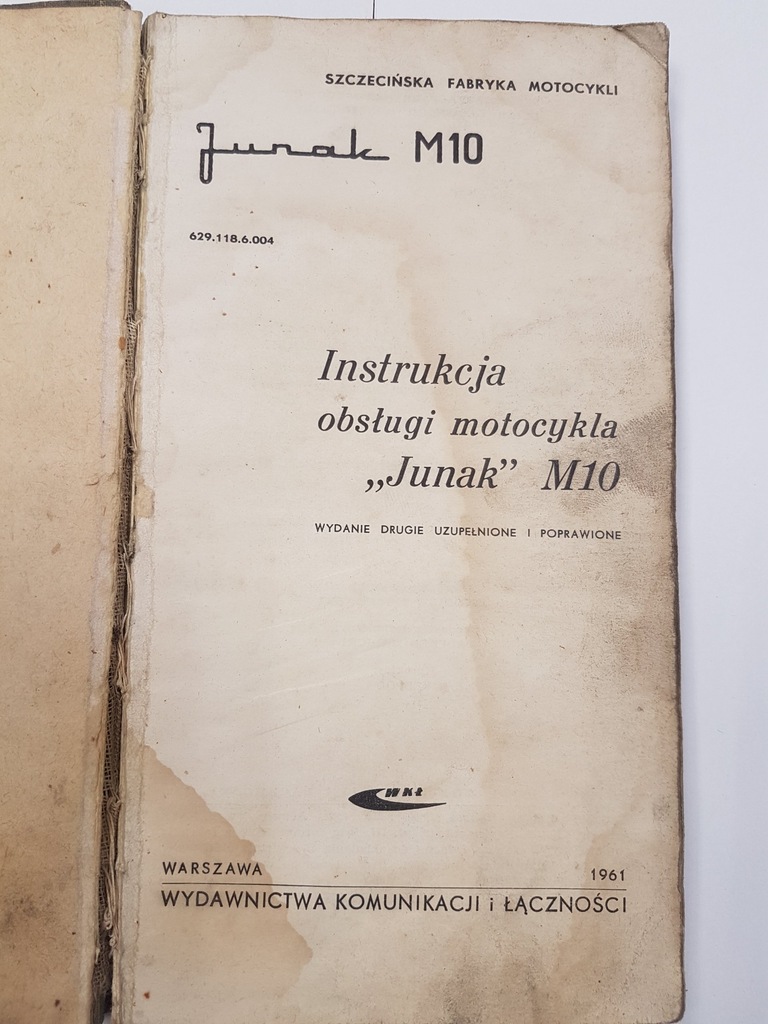 SZCZECIŃSKA FABRYKA MOTOCYKLI
Junak M10
629.118.6.004
Instrukcja
obsługi motocykla
„Junak” M10
WYDANIE DRUGIE UZUPEŁNIONE I POPRAWIONE
WKŁ
WARSZAWA 1961
WYDAWNICTWA KOMUNIKACJI i ŁĄCZNOŚCI